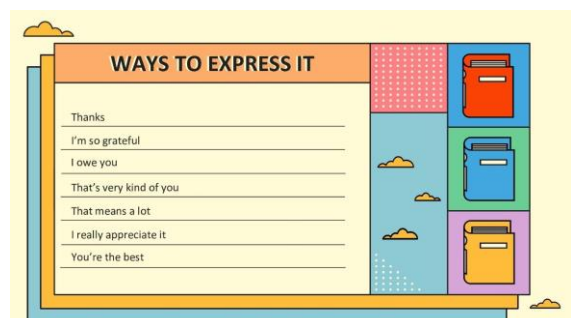 WAYS TO EXPRESS IT
Thanks
I'm so grateful
I owe you
That's very kind of you
That means a lot
I really appreciate it
You're the best